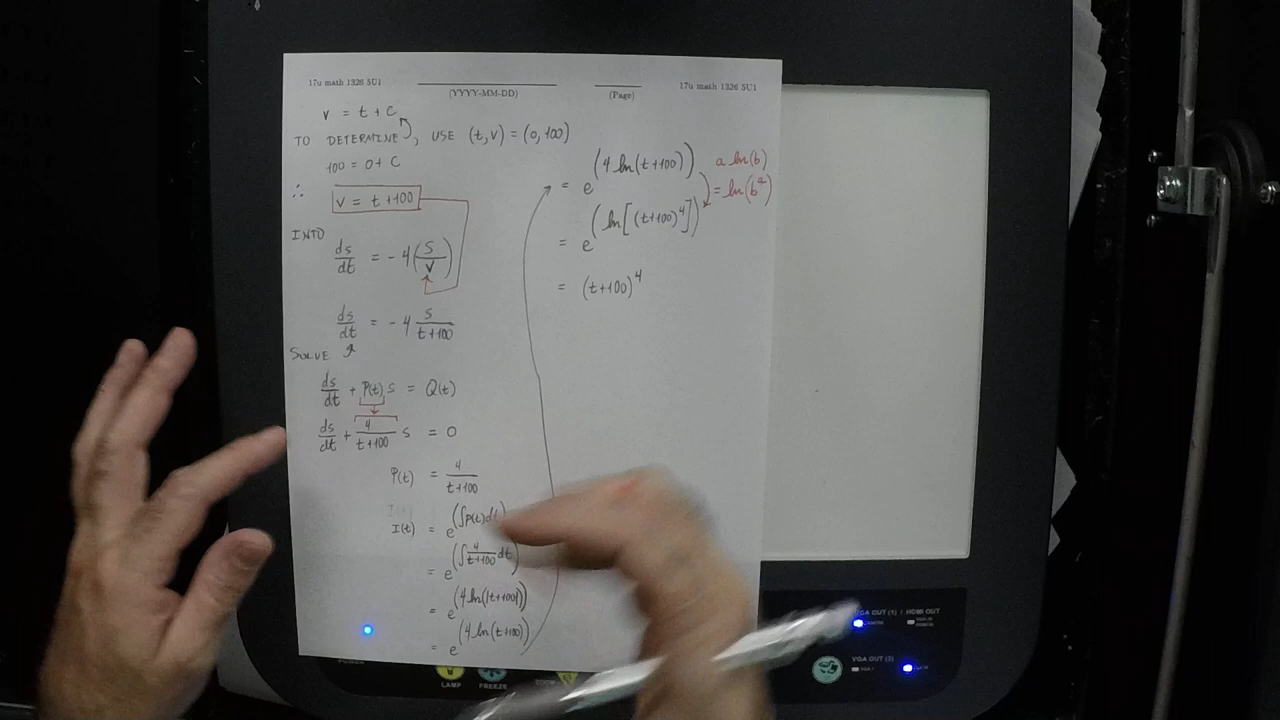 17u math 1326 5U1
(YYYY-MM-DD)
(Page)
17u math 1326 5U1
v = t + C
TO DETERMINE, USE (t,v) = (0,100)
100 = 0 + C
∴ v = t + 100
INTO
ds/dt = -4(s/v)
ds/dt = -4 s/(t+100)
SOLVE
ds/dt + P(t)s = Q(t)
ds/dt + 4/(t+100) s = 0
P(t) = 4/(t+100)
I(t) = e^(∫P(t)dt)
= e^(∫4/(t+100) dt)
= e^(4 ln(|t+100|))
= e^(4 ln(t+100))
= e^(4 ln(t+100))
a ln(b)
= ln(b^a)
= e^(ln[(t+100)^4])
= (t+100)^4
LAMP
FREEZE
VGA OUT (1) / HDMI OUT
VGA OUT (2)